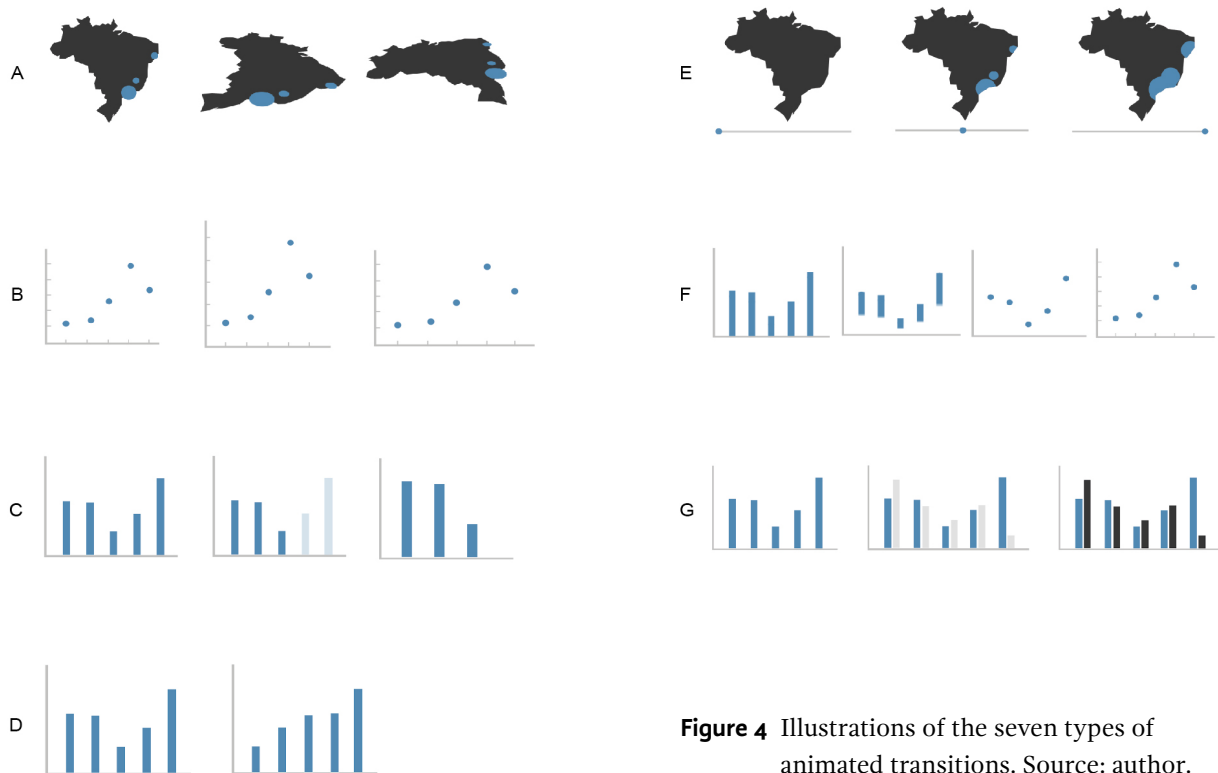 A
B
C
D
E
F
G
Figure 4 Illustrations of the seven types of
animated transitions. Source: author.